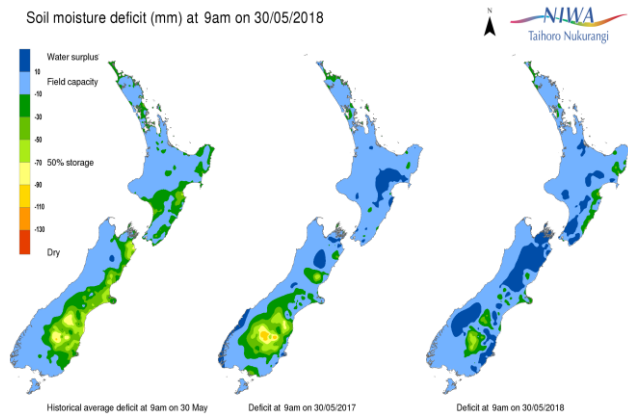 Soil moisture deficit (mm) at 9am on 30/05/2018
N
NIWA
Taihoro Nukurangi
Water surplus
10
Field capacity
-10
-30
-50
50% storage
-70
-90
-110
-130
Dry
Historical average deficit at 9am on 30 May
Deficit at 9am on 30/05/2017
Deficit at 9am on 30/05/2018